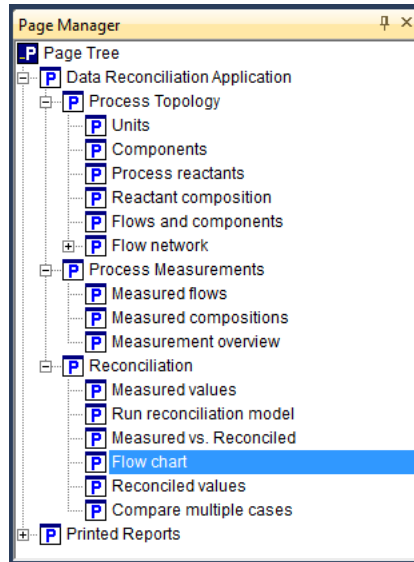 Page Manager
Page Tree
Data Reconciliation Application
Process Topology
Units
Components
Process reactants
Reactant composition
Flows and components
Flow network
Process Measurements
Measured flows
Measured compositions
Measurement overview
Reconciliation
Measured values
Run reconciliation model
Measured vs. Reconciled
Flow chart
Reconciled values
Compare multiple cases
Printed Reports